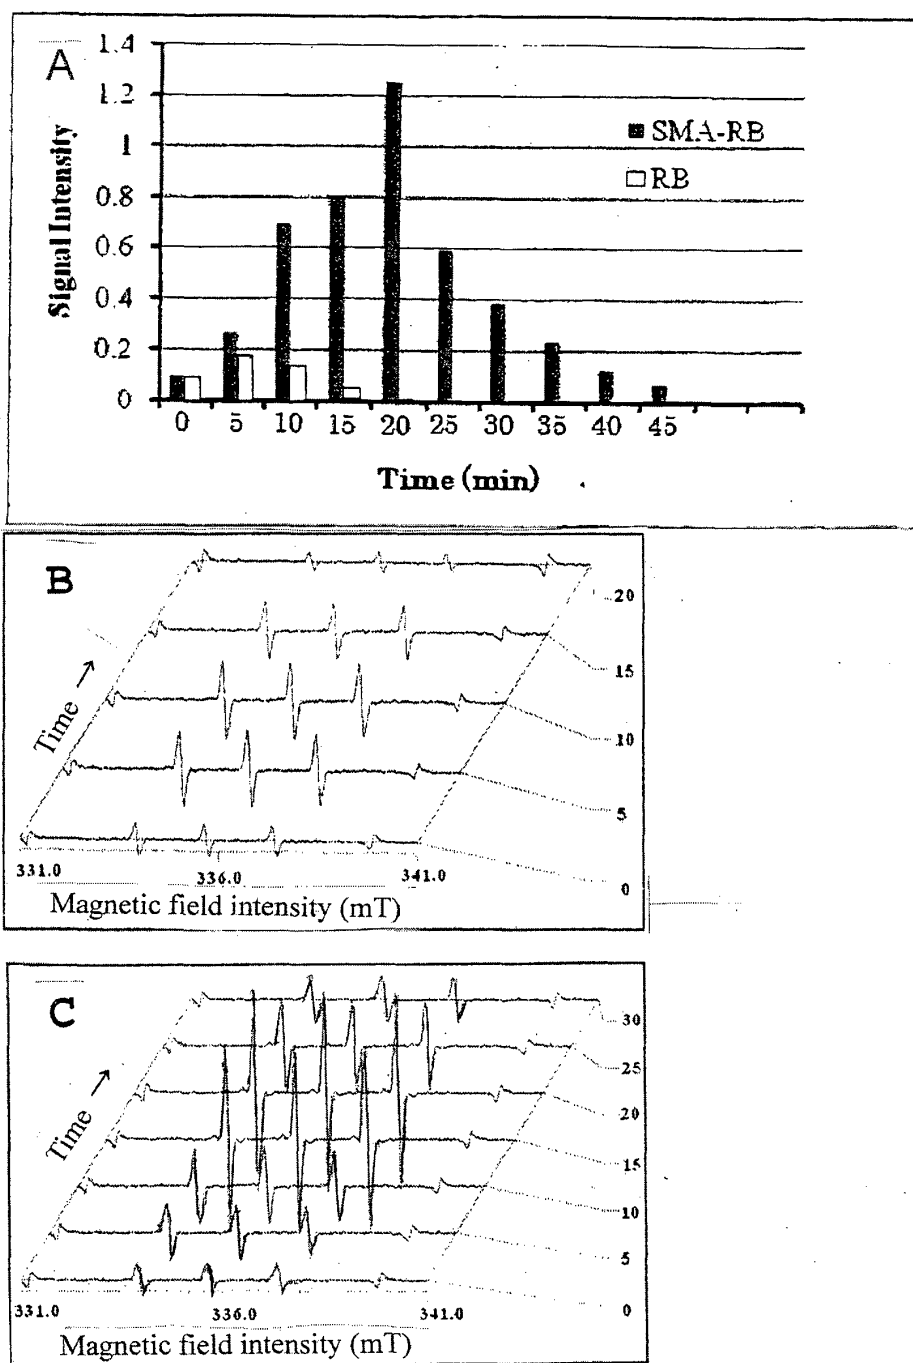 A
1.4
1.2
1
0.8
0.6
0.4
0.2
0
Signal Intensity
SMA-RB
RB
0 5 10 15 20 25 30 35 40 45
Time (min)
B
Time →
20
15
10
5
0
331.0 336.0 341.0
Magnetic field intensity (mT)
C
Time →
30
25
20
15
10
5
0
331.0 336.0 341.0
Magnetic field intensity (mT)